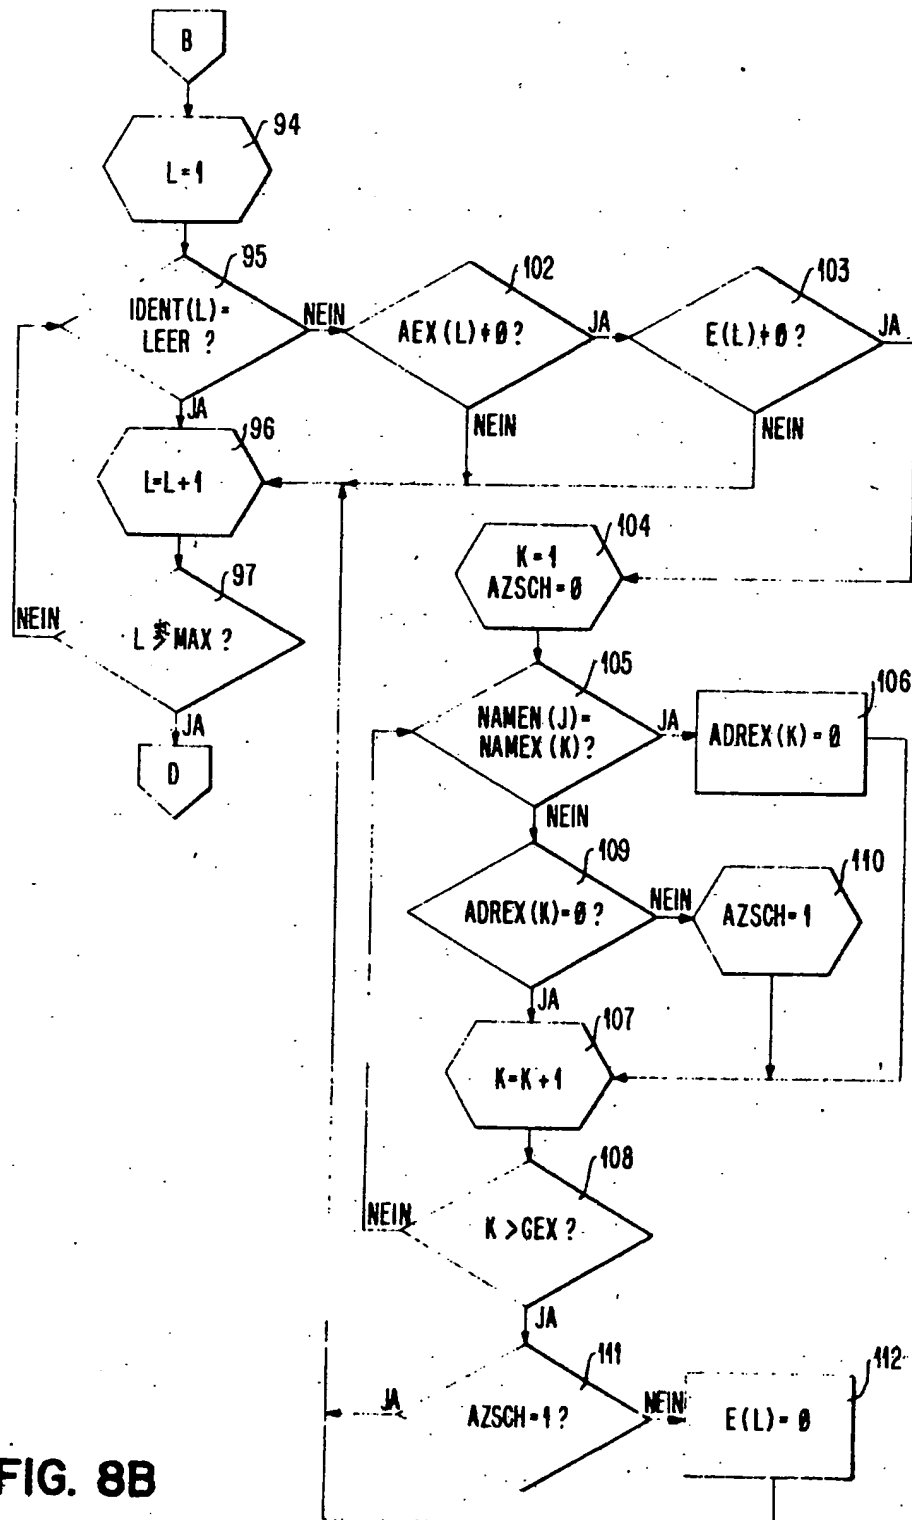 B
94
L=1
95
IDENT(L)=
LEER ?
NEIN
JA
102
AEX(L)≠0?
JA
NEIN
103
E(L)≠0?
JA
NEIN
96
L=L+1
97
MAX ?
NEIN
JA
D
104
K=1
AZSCH=0
105
NAMEN(J)=
NAMEX(K)?
JA
NEIN
106
ADREX(K)=0
109
ADREX(K)=0?
NEIN
JA
110
AZSCH=1
107
K=K+1
108
K>GEX?
NEIN
JA
111
AZSCH=1?
JA
NEIN
112
E(L)=0
FIG. 8B